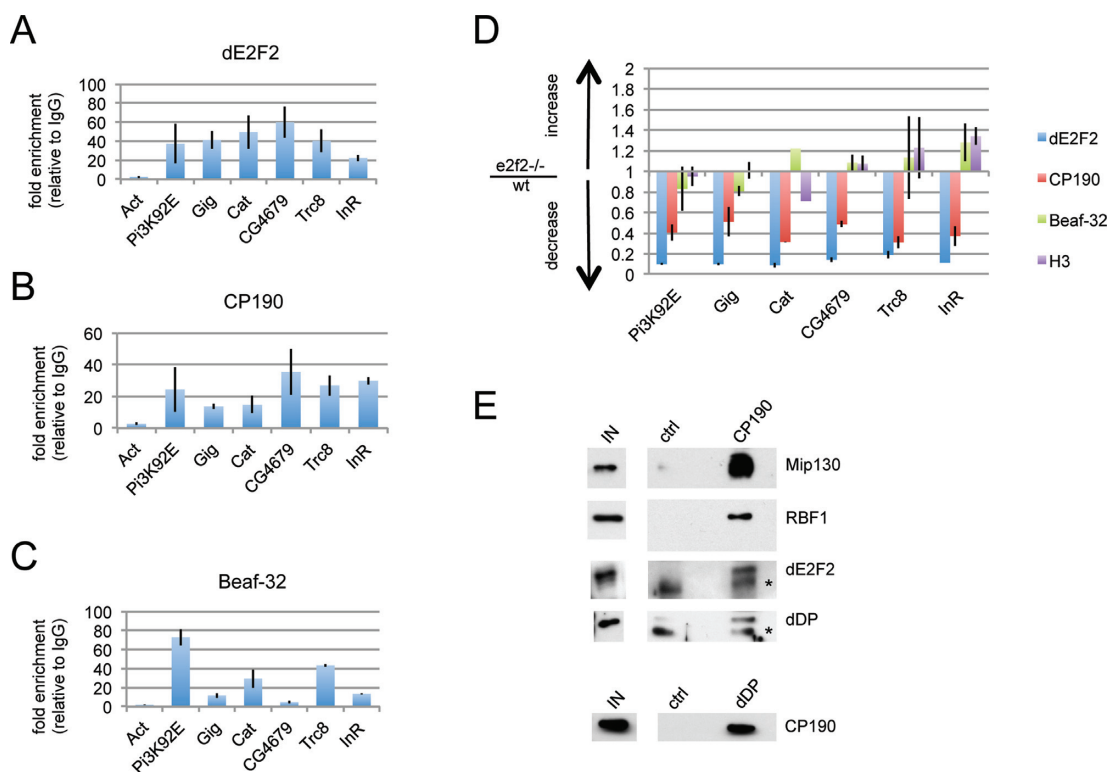 A
dE2F2
fold enrichment
(relative to IgG)
100
80
60
40
20
0
Act
Pi3K92E
Gig
Cat
CG4679
Trc8
InR
B
CP190
fold enrichment
(relative to IgG)
60
40
20
0
Act
Pi3K92E
Gig
Cat
CG4679
Trc8
InR
C
Beaf-32
fold enrichment
(relative to IgG)
100
80
60
40
20
0
Act
Pi3K92E
Gig
Cat
CG4679
Trc8
InR
D
e2f2-/-
wt
increase
decrease
2
1.8
1.6
1.4
1.2
1
0.8
0.6
0.4
0.2
0
Pi3K92E
Gig
Cat
CG4679
Trc8
InR
dE2F2
CP190
Beaf-32
H3
E
IN
ctrl
CP190
Mip130
RBF1
dE2F2
*
dDP
*
IN
ctrl
dDP
CP190